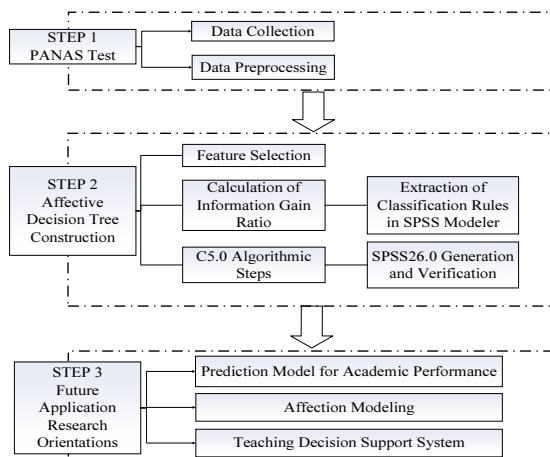 STEP 1
PANAS Test
Data Collection
Data Preprocessing
STEP 2
Affective
Decision Tree
Construction
Feature Selection
Calculation of
Information Gain
Ratio
Extraction of
Classification Rules
in SPSS Modeler
C5.0 Algorithmic
Steps
SPSS26.0 Generation
and Verification
STEP 3
Future
Application
Research
Orientations
Prediction Model for Academic Performance
Affection Modeling
Teaching Decision Support System